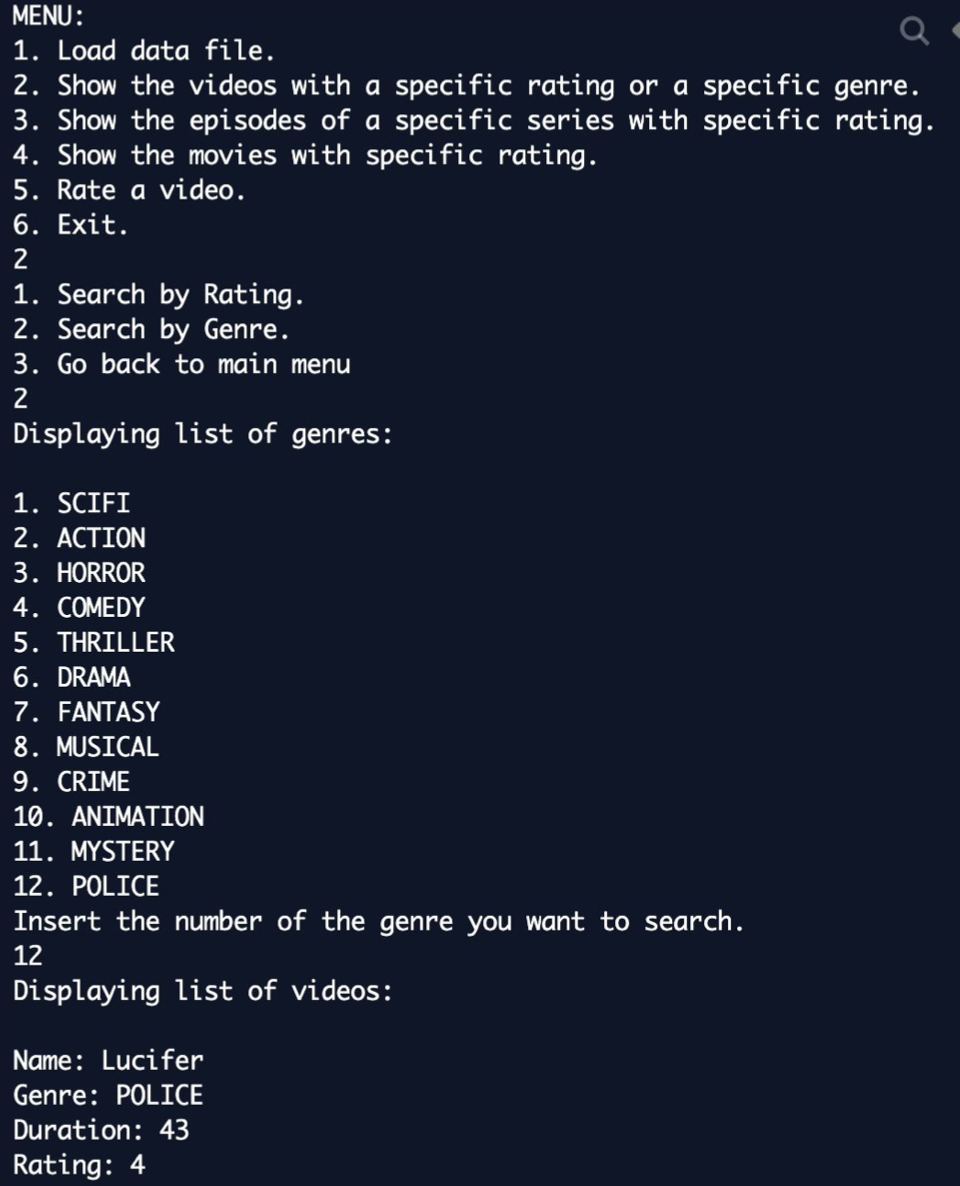 MENU:
1. Load data file.
2. Show the videos with a specific rating or a specific genre.
3. Show the episodes of a specific series with specific rating.
4. Show the movies with specific rating.
5. Rate a video.
6. Exit.
2
1. Search by Rating.
2. Search by Genre.
3. Go back to main menu
2
Displaying list of genres:
1. SCIFI
2. ACTION
3. HORROR
4. COMEDY
5. THRILLER
6. DRAMA
7. FANTASY
8. MUSICAL
9. CRIME
10. ANIMATION
11. MYSTERY
12. POLICE
Insert the number of the genre you want to search.
12
Displaying list of videos:
Name: Lucifer
Genre: POLICE
Duration: 43
Rating: 4